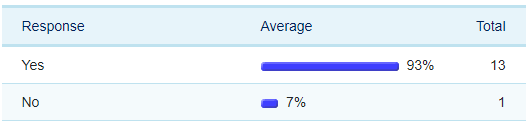 Response Average Total
Yes 93% 13
No 7% 1